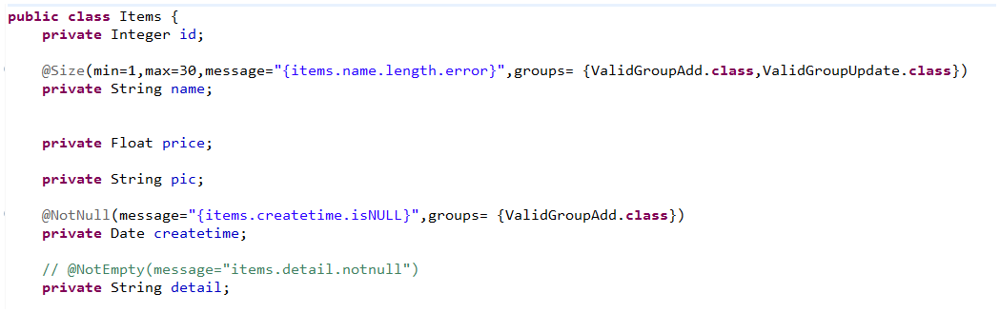 public class Items {
    private Integer id;
    @Size(min=1,max=30,message="{items.name.length.error}",groups= {ValidGroupAdd.class,ValidGroupUpdate.class})
    private String name;
    private Float price;
    private String pic;
    @NotNull(message="{items.createtime.isNULL}",groups= {ValidGroupAdd.class})
    private Date createtime;
    // @NotEmpty(message="items.detail.notnull")
    private String detail;